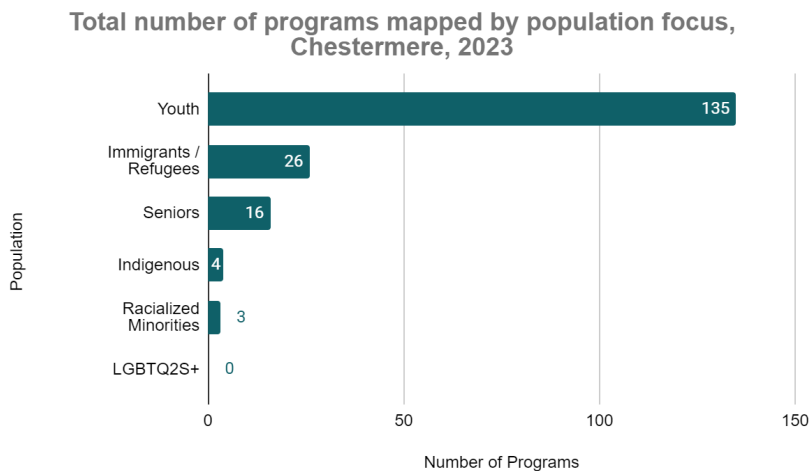 Total number of programs mapped by population focus,
Chestermere, 2023
Population
Youth
135
Immigrants /
Refugees
26
Seniors
16
Indigenous
4
Racialized
Minorities
3
LGBTQ2S+
0
0
50
100
150
Number of Programs